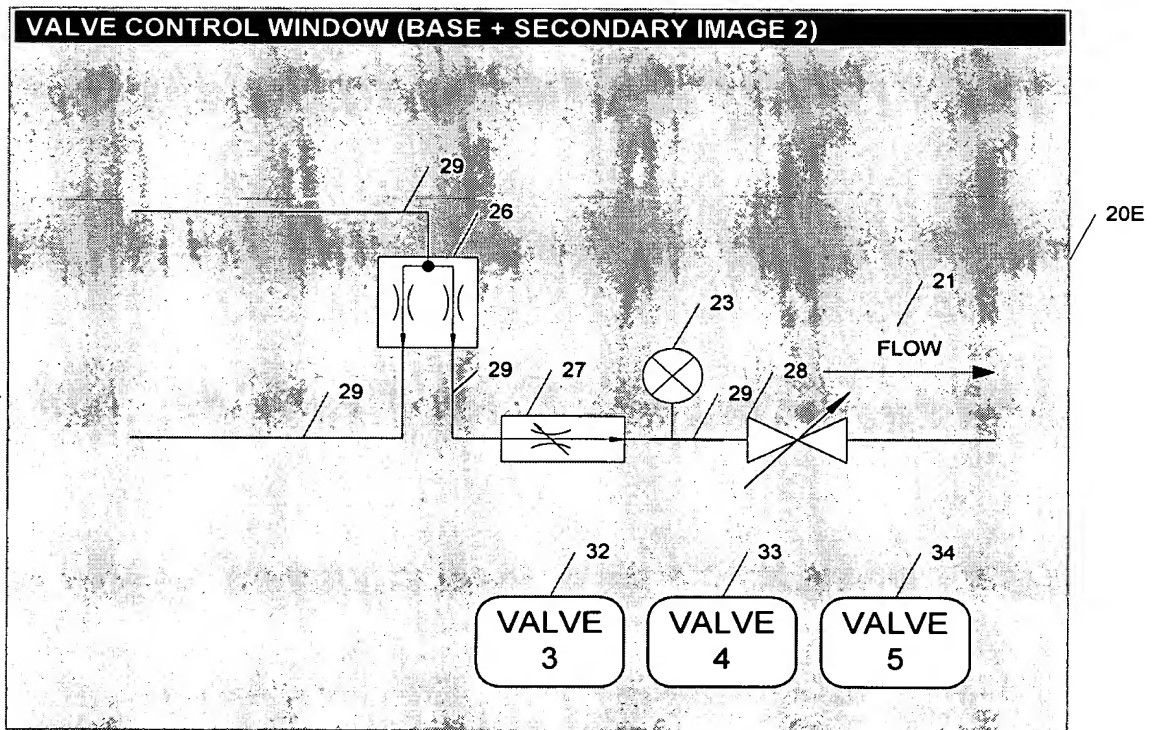 VALVE CONTROL WINDOW (BASE + SECONDARY IMAGE 2)
29
26
20E
23
21
FLOW
29
29
27
29
28
32
33
34
VALVE
3
VALVE
4
VALVE
5